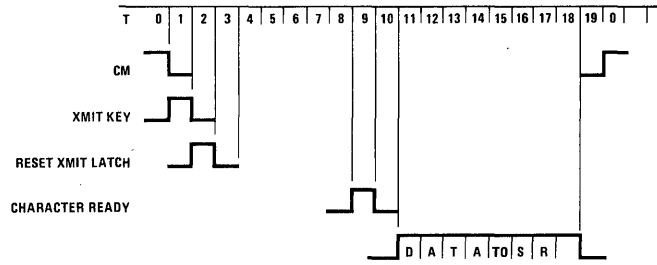 T 0 1 2 3 4 5 6 7 8 9 10 11 12 13 14 15 16 17 18 19 0
CM
XMIT KEY
RESET XMIT LATCH
CHARACTER READY
D A T A TO S R